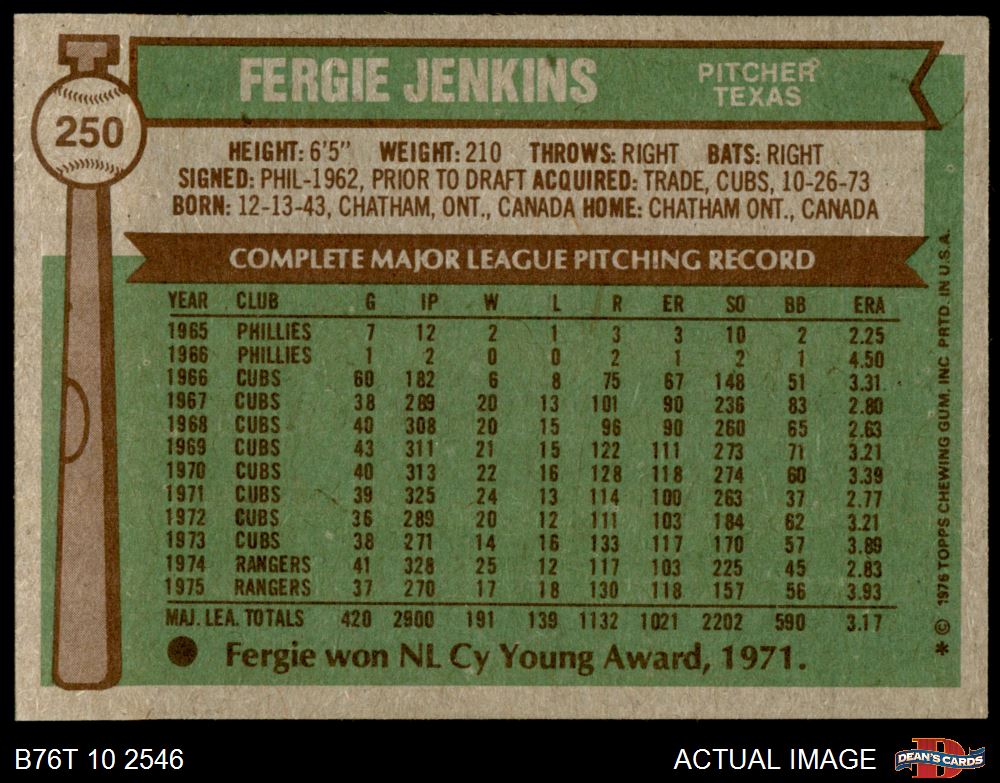 FERGIE JENKINS PITCHER TEXAS
250
HEIGHT: 6'5" WEIGHT: 210 THROWS: RIGHT BATS: RIGHT
SIGNED: PHIL-1962, PRIOR TO DRAFT ACQUIRED: TRADE, CUBS, 10-26-73
BORN: 12-13-43, CHATHAM, ONT., CANADA HOME: CHATHAM ONT., CANADA
COMPLETE MAJOR LEAGUE PITCHING RECORD
YEAR CLUB G IP W L R ER SO BB ERA
1965 PHILLIES 7 12 2 1 3 3 10 2 2.25
1966 PHILLIES 1 2 0 0 2 1 2 1 4.50
1966 CUBS 60 182 6 8 75 67 148 51 3.31
1967 CUBS 38 289 20 13 101 90 236 83 2.80
1968 CUBS 40 308 20 15 96 90 260 65 2.63
1969 CUBS 43 311 21 15 122 111 273 71 3.21
1970 CUBS 40 313 22 16 128 118 274 60 3.39
1971 CUBS 39 325 24 13 114 100 263 37 2.77
1972 CUBS 36 289 20 12 111 103 184 62 3.21
1973 CUBS 38 271 14 16 133 117 170 57 3.89
1974 RANGERS 41 328 25 12 117 103 225 45 2.83
1975 RANGERS 37 270 17 18 130 118 157 56 3.93
MAJ. LEA. TOTALS 420 2900 191 139 1132 1021 2202 590 3.17
Fergie won NL Cy Young Award, 1971.
* © 1976 TOPPS CHEWING GUM, INC. PRTD. IN U.S.A.
B76T 10 2546 ACTUAL IMAGE
D
DEAN'S CARDS